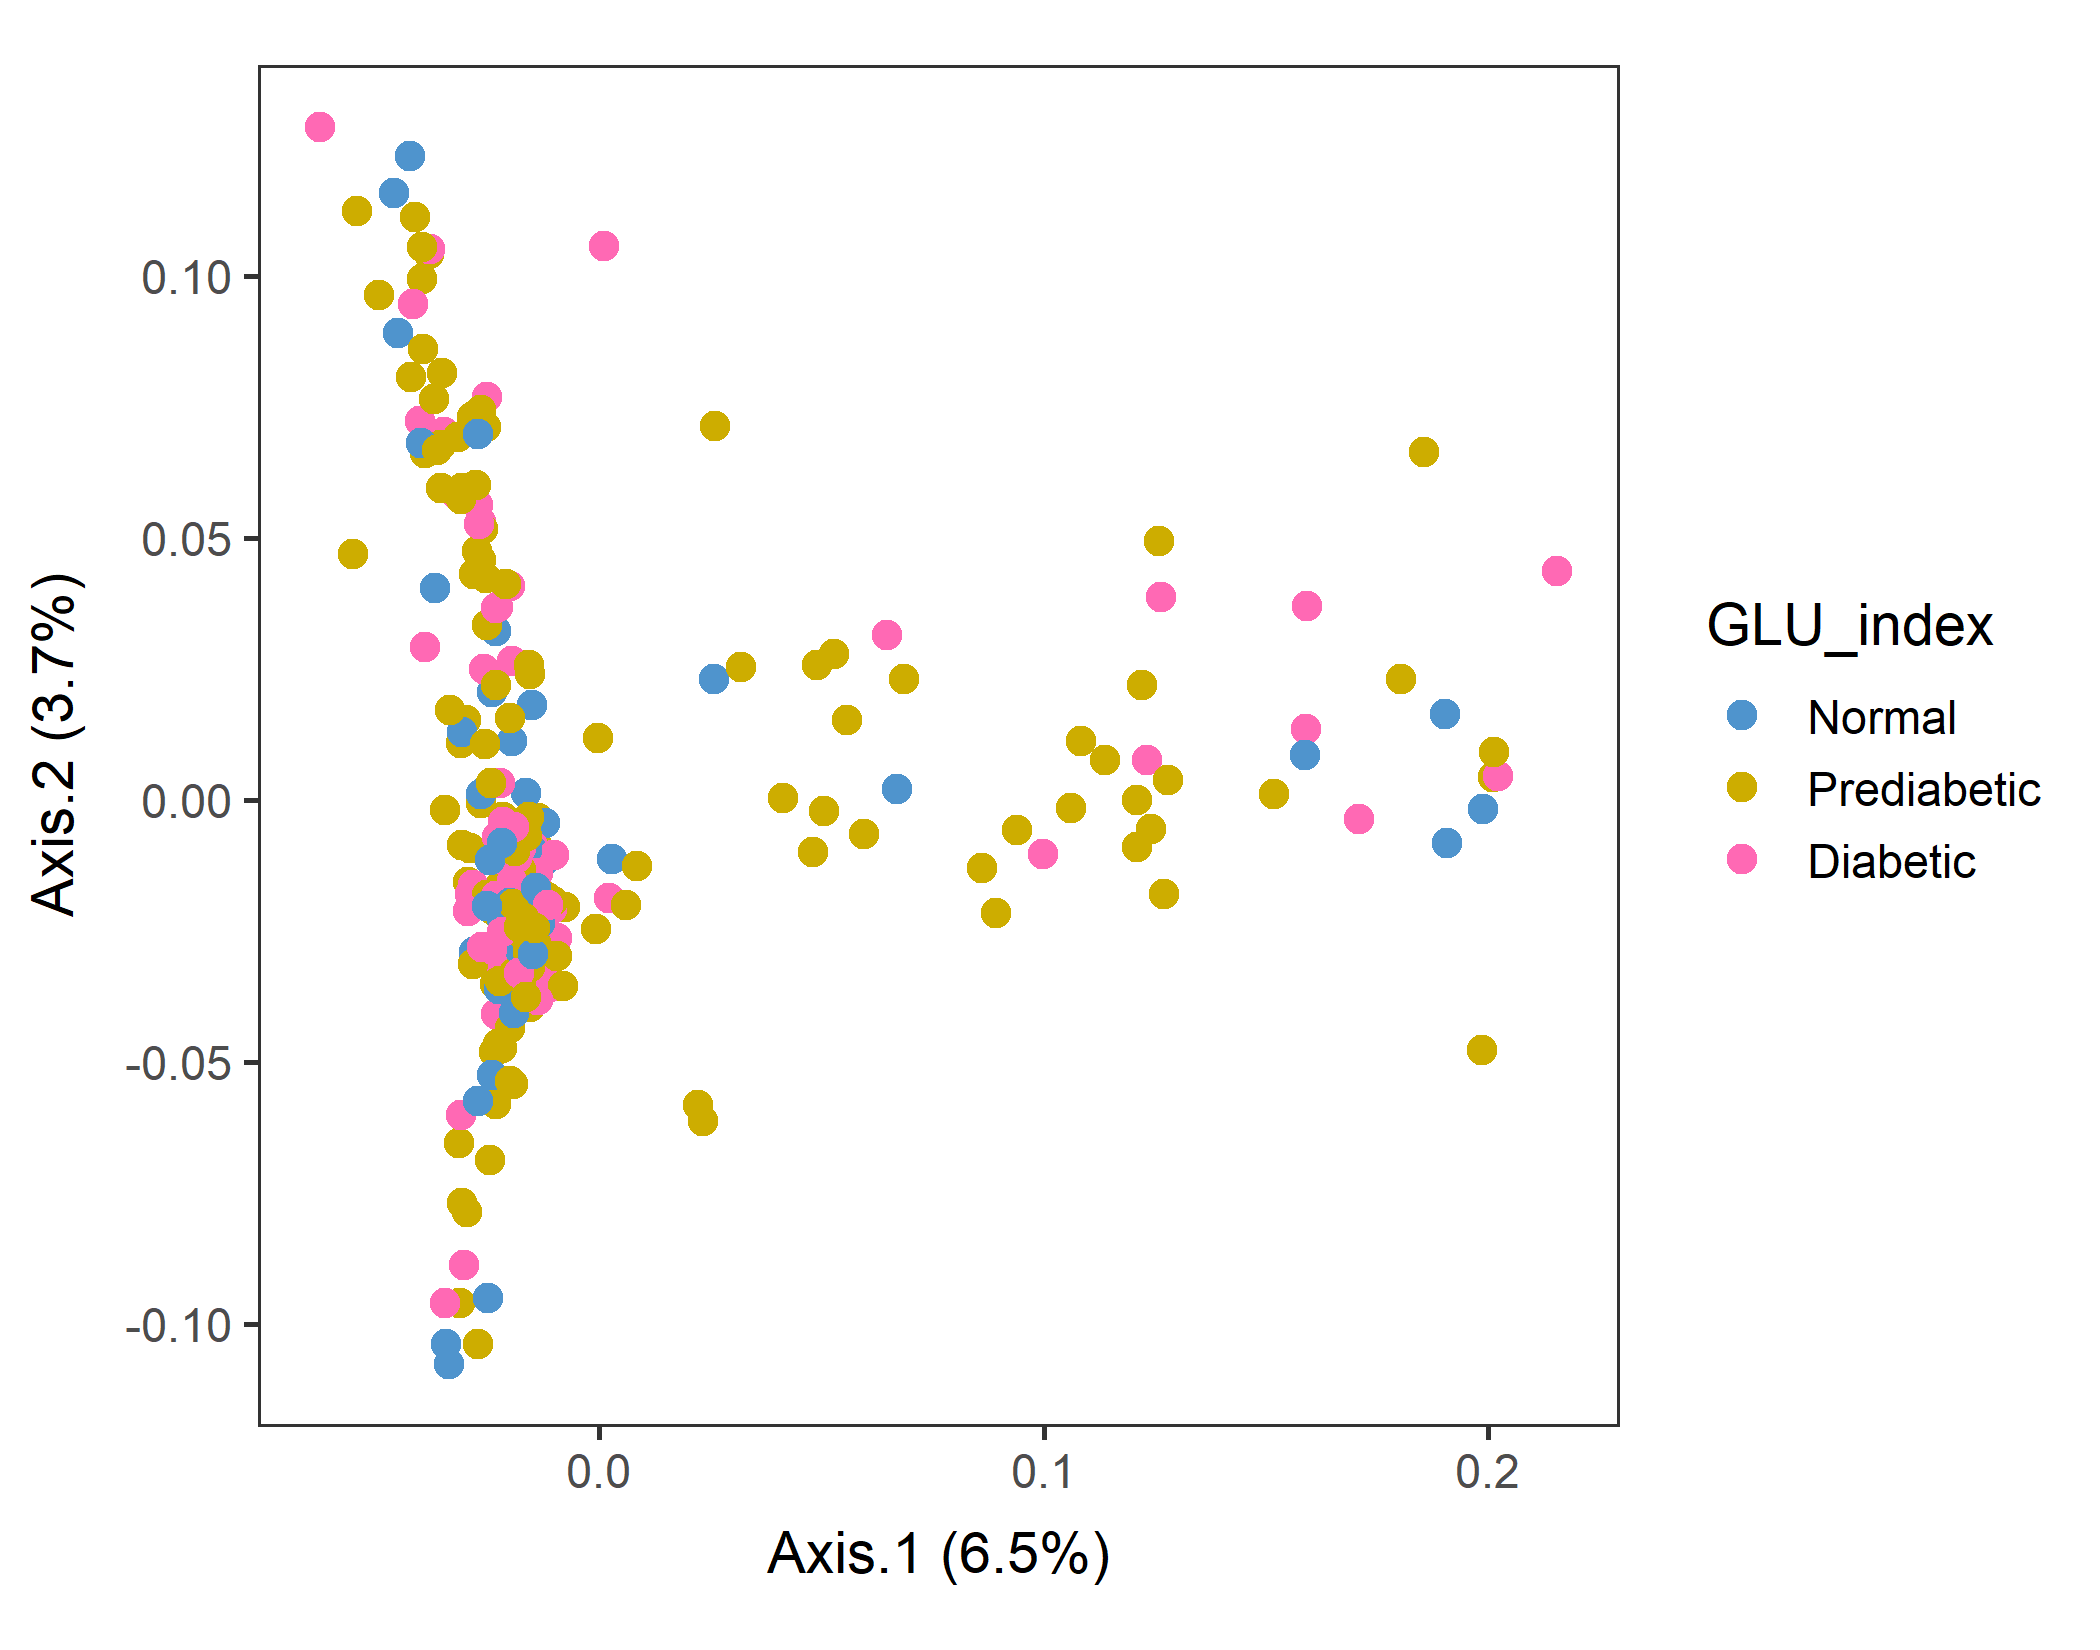 0.10
0.05
0.00
-0.05
-0.10
Axis.2 (3.7%)
0.0
0.1
0.2
Axis.1 (6.5%)
GLU_index
Normal
Prediabetic
Diabetic